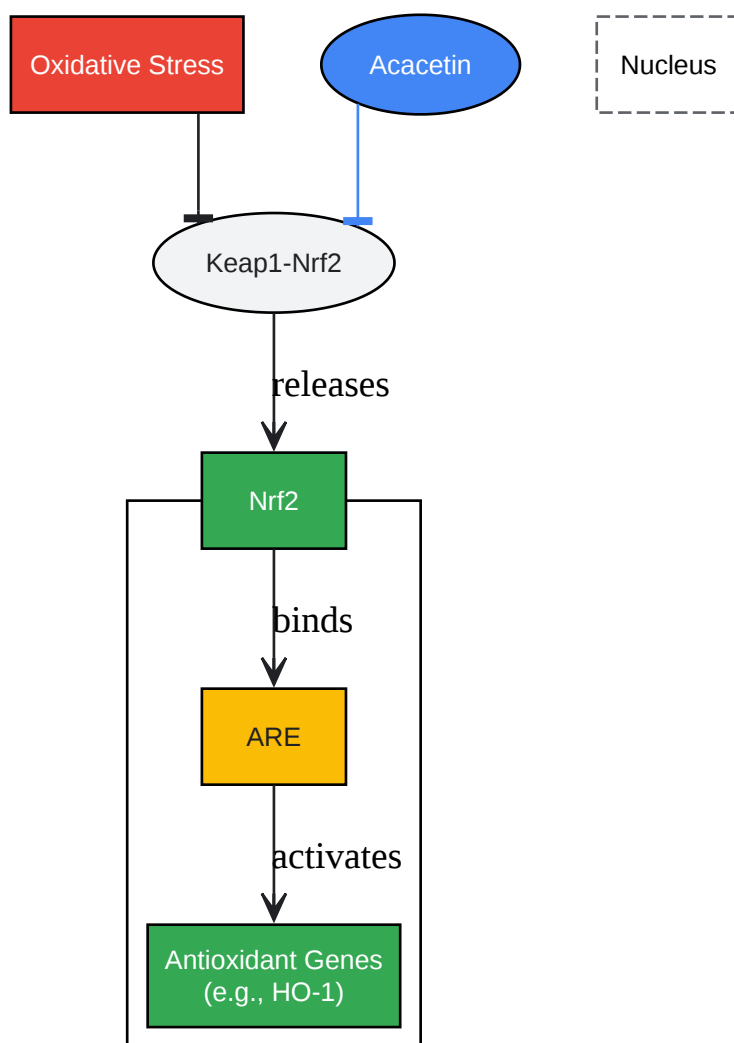 Oxidative Stress
Acacetin
Nucleus
Keap1-Nrf2
releases
Nrf2
binds
ARE
activates
Antioxidant Genes
(e.g., HO-1)